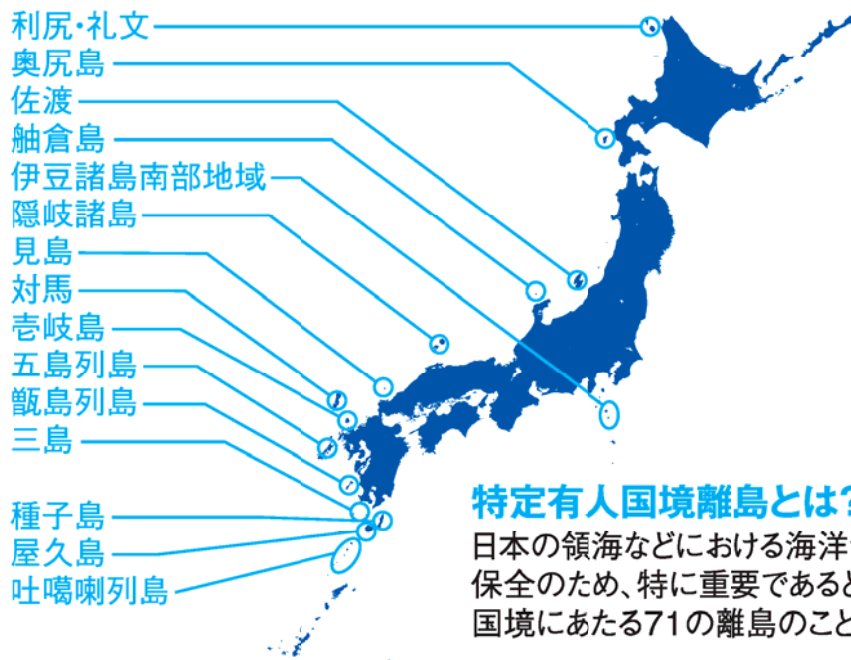 利尻・礼文
奥尻島
佐渡
舳倉島
伊豆諸島南部地域
隠岐諸島
見島
対馬
壱岐島
五島列島
甑島列島
三島
種子島
屋久島
吐噶喇列島
特定有人国境離島とは?
日本の領海などにおける海洋
保全のため、特に重要であると
国境にあたる71の離島のこと